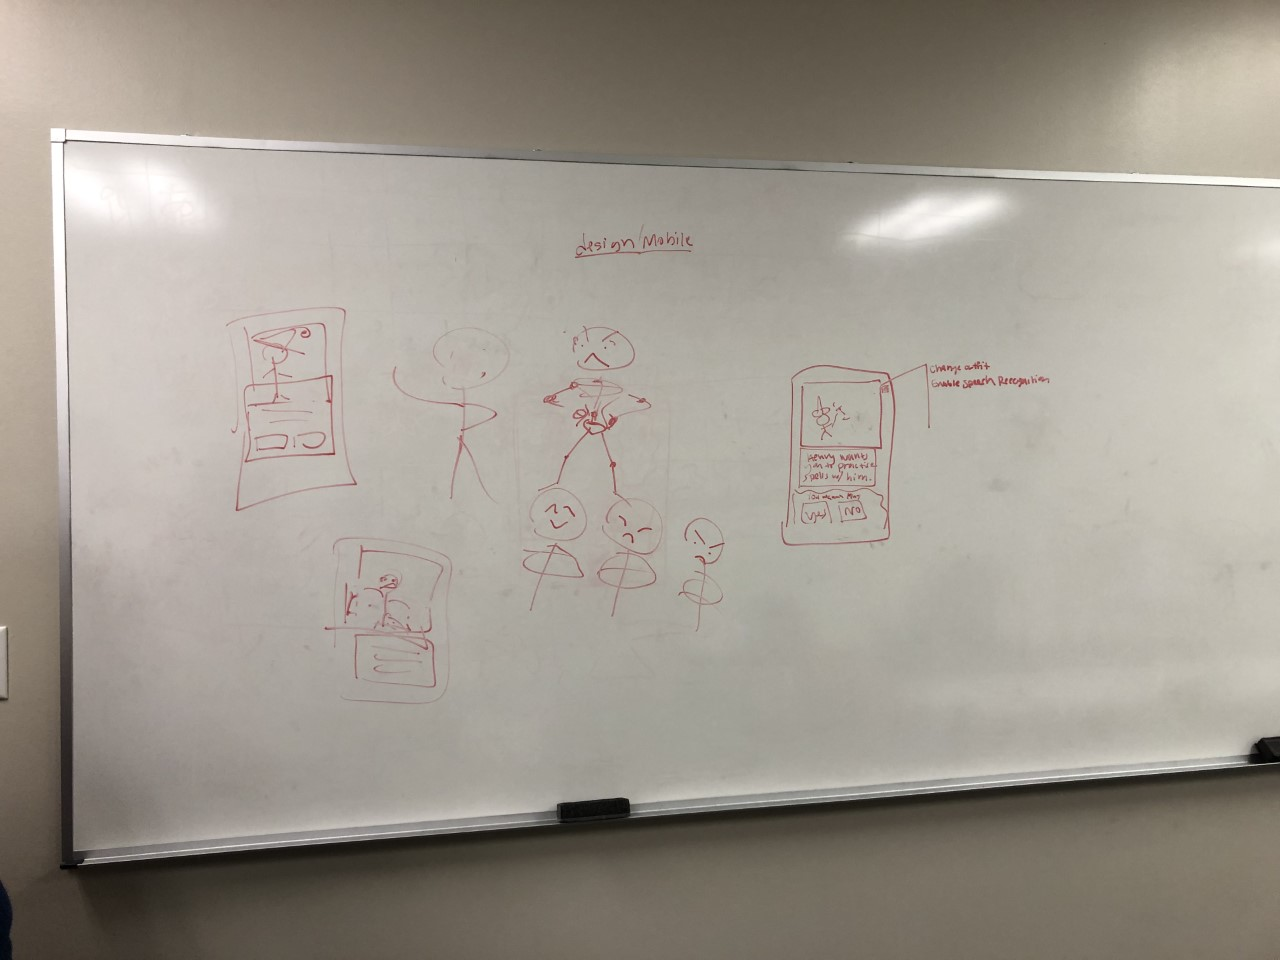 design/Mobile
Change outfit
Enable speech Recognition
Henry wants
you to practice
spells w/ him.
Yes
NO